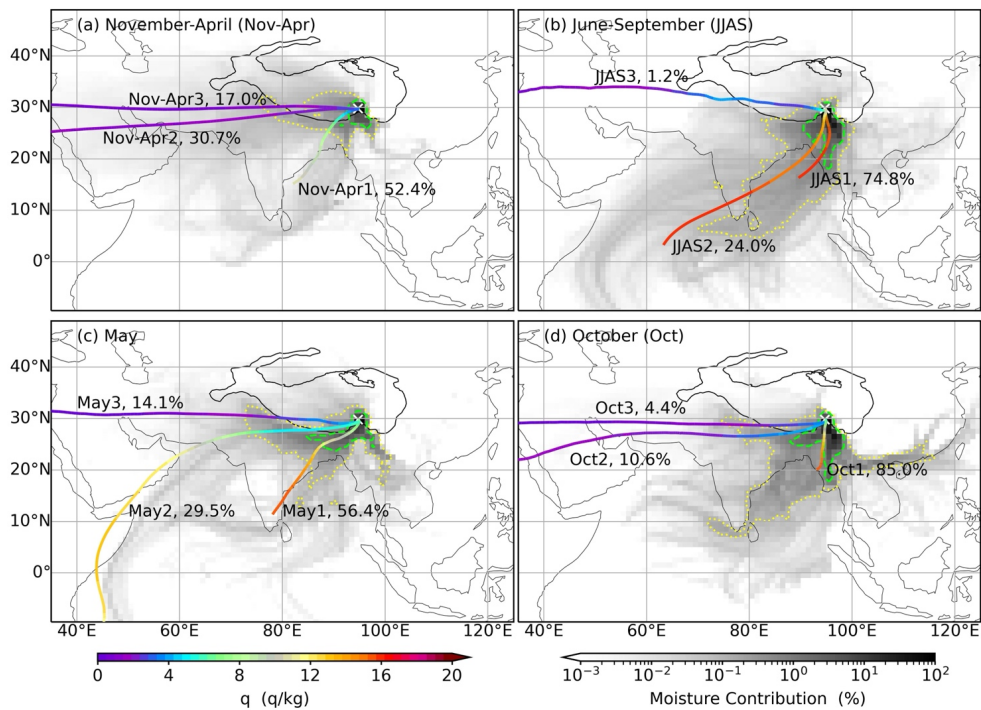 (a) November-April (Nov-Apr)
40°N
30°N
20°N
10°N
0°
Nov-Apr3, 17.0%
Nov-Apr2, 30.7%
Nov-Apr1, 52.4%
(b) June-September (JJAS)
JJAS3, 1.2%
JJAS1, 74.8%
JJAS2, 24.0%
(c) May
40°N
30°N
20°N
10°N
0°
May3, 14.1%
May2, 29.5%
May1, 56.4%
40°E 60°E 80°E 100°E 120°E
(d) October (Oct)
Oct3, 4.4%
Oct2, 10.6%
Oct1, 85.0%
40°E 60°E 80°E 100°E 120°E
0 4 8 12 16 20
q (q/kg)
10⁻³ 10⁻² 10⁻¹ 10⁰ 10¹ 10²
Moisture Contribution (%)